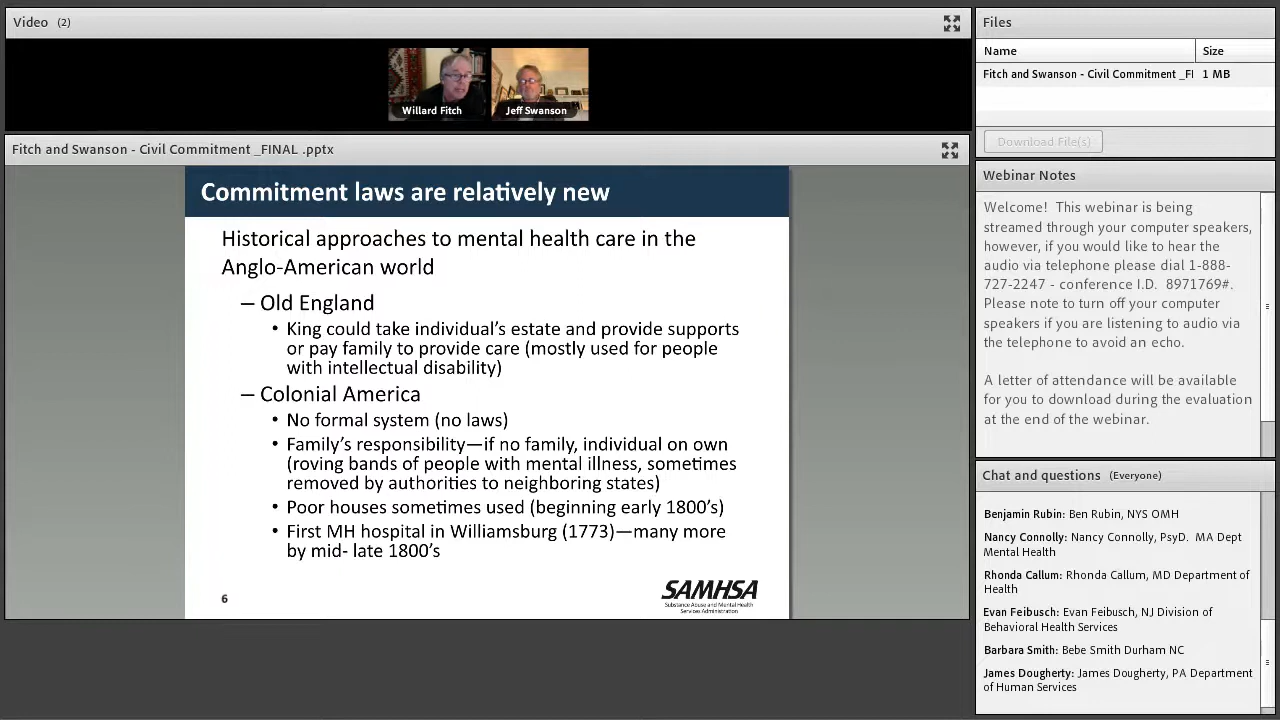 Video (2)
Willard Fitch
Jeff Swanson
Fitch and Swanson - Civil Commitment _FINAL .pptx
Commitment laws are relatively new
Historical approaches to mental health care in the
Anglo-American world
– Old England
• King could take individual's estate and provide supports
or pay family to provide care (mostly used for people
with intellectual disability)
– Colonial America
• No formal system (no laws)
• Family's responsibility—if no family, individual on own
(roving bands of people with mental illness, sometimes
removed by authorities to neighboring states)
• Poor houses sometimes used (beginning early 1800's)
• First MH hospital in Williamsburg (1773)—many more
by mid- late 1800's
6
SAMHSA
Substance Abuse and Mental Health
Services Administration
Files
Name Size
Fitch and Swanson - Civil Commitment _FI 1 MB
Download File(s)
Webinar Notes
Welcome! This webinar is being
streamed through your computer speakers,
however, if you would like to hear the
audio via telephone please dial 1-888-
727-2247 - conference I.D. 8971769#.
Please note to turn off your computer
speakers if you are listening to audio via
the telephone to avoid an echo.
A letter of attendance will be available
for you to download during the evaluation
at the end of the webinar.
Chat and questions (Everyone)
Benjamin Rubin: Ben Rubin, NYS OMH
Nancy Connolly: Nancy Connolly, PsyD. MA Dept
Mental Health
Rhonda Callum: Rhonda Callum, MD Department of
Health
Evan Feibusch: Evan Feibusch, NJ Division of
Behavioral Health Services
Barbara Smith: Bebe Smith Durham NC
James Dougherty: James Dougherty, PA Department
of Human Services